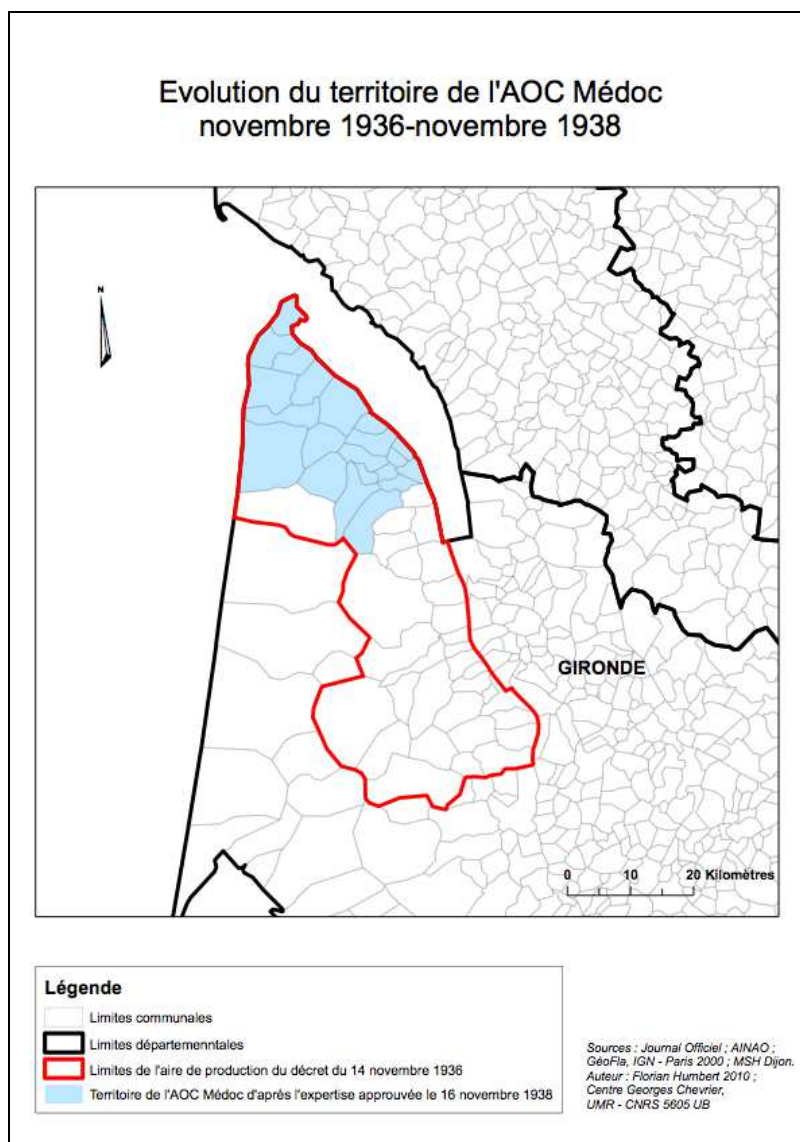 Evolution du territoire de l'AOC Médoc
novembre 1936-novembre 1938
N
GIRONDE
0 10 20 Kilomètres
Légende
Limites communales
Limites départemenntales
Limites de l'aire de production du décret du 14 novembre 1936
Territoire de l'AOC Médoc d'après l'expertise approuvée le 16 novembre 1938
Sources : Journal Officiel ; AINAO ;
GéoFla, IGN - Paris 2000 ; MSH Dijon.
Auteur : Florian Humbert 2010 ;
Centre Georges Chevrier,
UMR - CNRS 5605 UB